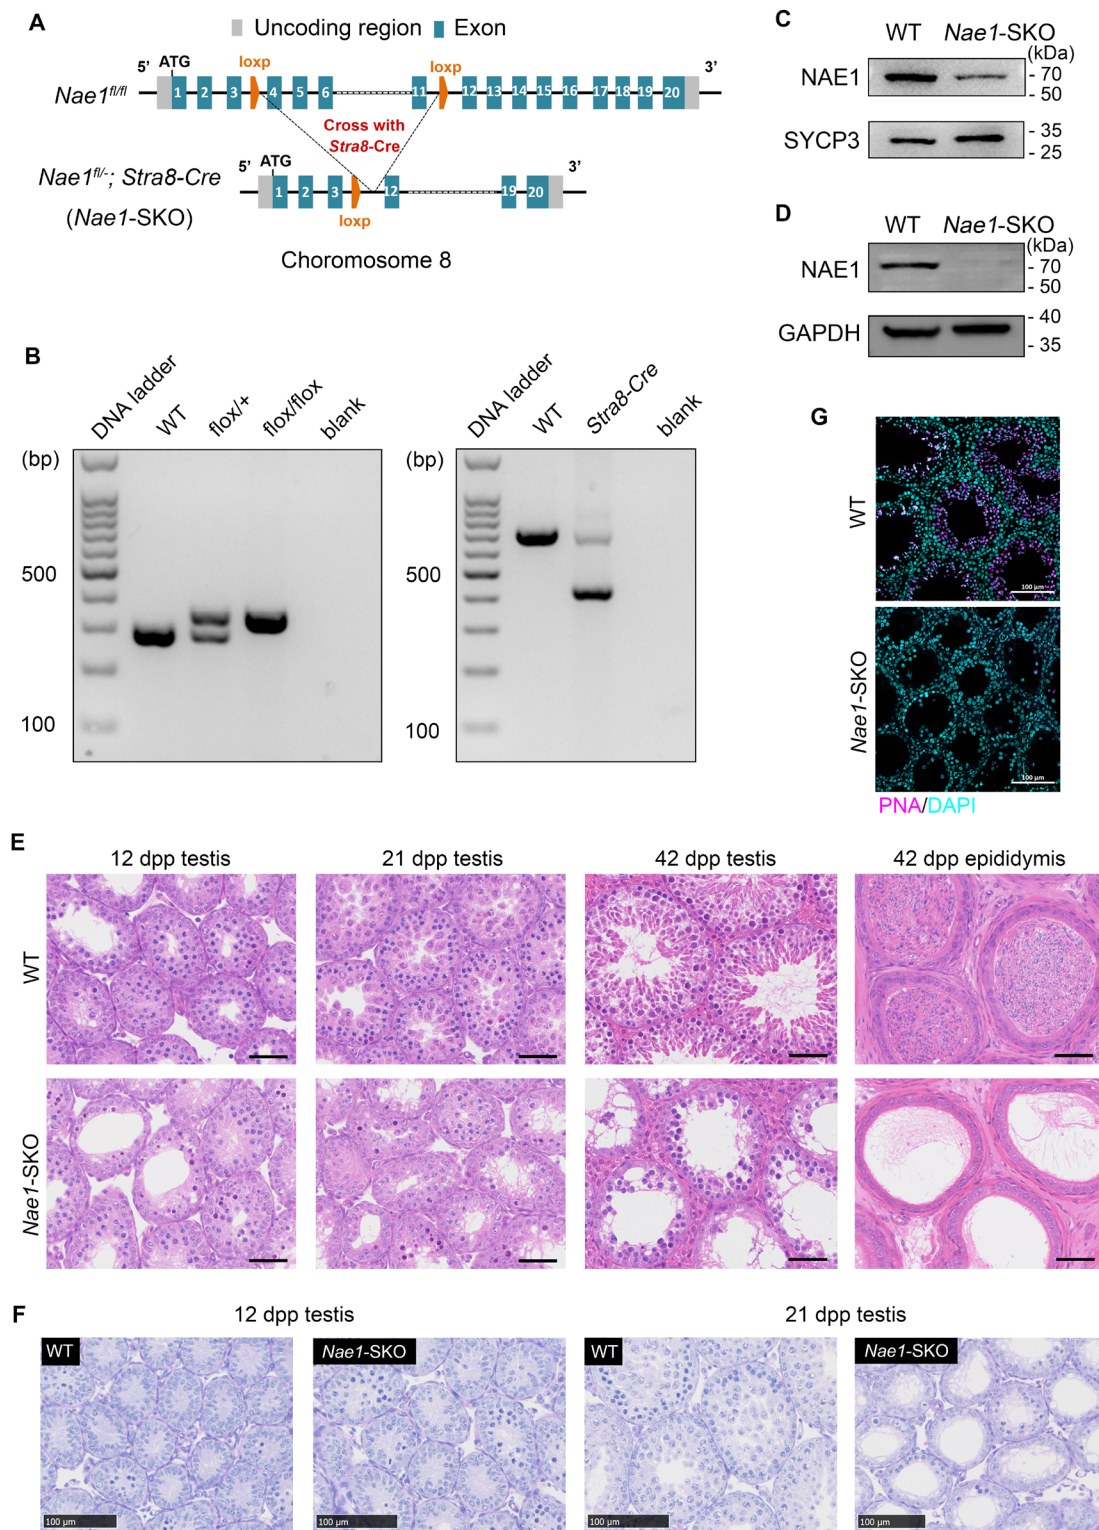 A
Uncoding region Exon
5' ATG loxp loxp 3'
Nae1fl/fl 1 2 3 4 5 6 11 12 13 14 15 16 17 18 19 20
Cross with
Stra8-Cre
5' ATG 3'
Nae1fl/-; Stra8-Cre 1 2 3 12 19 20
(Nae1-SKO) loxp
Choromosome 8
B
DNA ladder WT flox/+ flox/flox blank
(bp)
500
100
DNA ladder WT Stra8-Cre blank
(bp)
500
100
C
WT Nae1-SKO
(kDa)
NAE1 - 70
- 50
SYCP3 - 35
- 25
D
WT Nae1-SKO
(kDa)
NAE1 - 70
- 50
GAPDH - 40
- 35
G
WT
100 µm
Nae1-SKO
100 µm
PNA/DAPI
E
12 dpp testis 21 dpp testis 42 dpp testis 42 dpp epididymis
WT
Nae1-SKO
F
12 dpp testis 21 dpp testis
WT Nae1-SKO WT Nae1-SKO
100 µm 100 µm 100 µm 100 µm